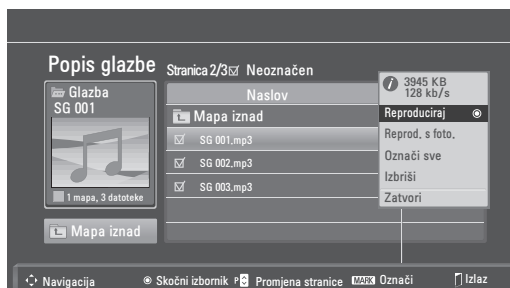 Popis glazbe
Stranica 2/3 Neoznačen
Glazba
SG 001
1 mapa, 3 datoteke
Mapa iznad
Naslov
Mapa iznad
SG 001.mp3
SG 002.mp3
SG 003.mp3
3945 KB
128 kb/s
Reproduciraj
Reprod. s foto.
Označi sve
Izbriši
Zatvori
Navigacija Skočni izbornik P Promjena stranice MARK Označi Izlaz